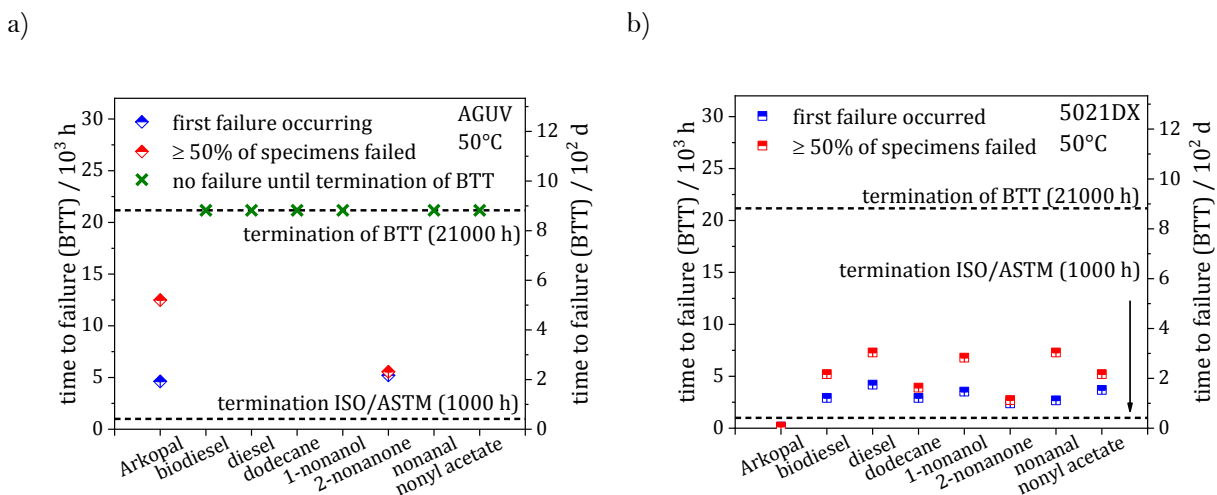 a)
b)
AGUV
50°C
first failure occurring
≥ 50% of specimens failed
no failure until termination of BTT
termination of BTT (21000 h)
termination ISO/ASTM (1000 h)
time to failure (BTT) / 10³ h
30
25
20
15
10
5
0
time to failure (BTT) / 10² d
12
10
8
6
4
2
0
Arkopal
biodiesel
diesel
dodecane
1-nonanol
2-nonanone
nonanal
nonyl acetate
5021DX
50°C
first failure occurred
≥ 50% of specimens failed
termination of BTT (21000 h)
termination ISO/ASTM (1000 h)
time to failure (BTT) / 10³ h
30
25
20
15
10
5
0
time to failure (BTT) / 10² d
12
10
8
6
4
2
0
Arkopal
biodiesel
diesel
dodecane
1-nonanol
2-nonanone
nonanal
nonyl acetate